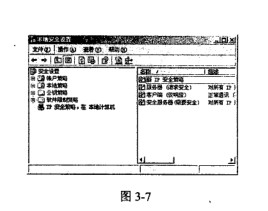 本地安全设置
文件(F) 操作(A) 查看(V) 帮助(H)
安全设置
帐户策略
本地策略
公钥策略
软件限制策略
IP 安全策略，在 本地计算机
名称 描述
IP 安全策略
服务器 (请求安全) 对所有 IP
客户端 (仅响应) 正常通讯
安全服务器(需要安全) 对所有 IP
图 3-7